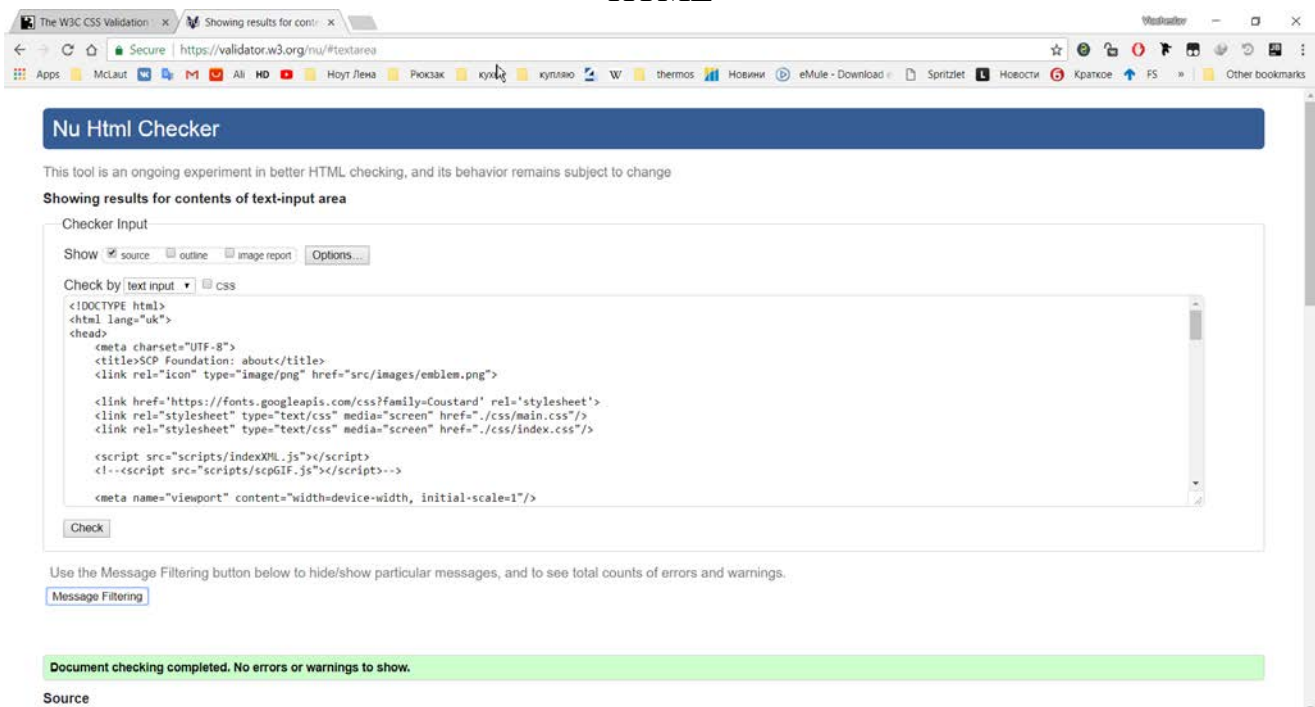 The W3C CSS Validation
Showing results for conte
Secure | https://validator.w3.org/nu/#textarea
Apps McLaut Ali HD Ноут Лена Рюкзак купляю W thermos Новини eMule - Download Spritzlet Новости Краткое FS » Other bookmarks
Nu Html Checker
This tool is an ongoing experiment in better HTML checking, and its behavior remains subject to change
Showing results for contents of text-input area
Checker Input
Show source outline image report Options...
Check by text input css
<!DOCTYPE html>
<html lang="uk">
<head>
<meta charset="UTF-8">
<title>SCP Foundation: about</title>
<link rel="icon" type="image/png" href="src/images/emblem.png">
<link href='https://fonts.googleapis.com/css?family=Coustard' rel='stylesheet'>
<link rel="stylesheet" type="text/css" media="screen" href="./css/main.css"/>
<link rel="stylesheet" type="text/css" media="screen" href="./css/index.css"/>
<script src="scripts/indexXML.js"></script>
<!--<script src="scripts/scpGIF.js"></script>-->
<meta name="viewport" content="width=device-width, initial-scale=1"/>
Check
Use the Message Filtering button below to hide/show particular messages, and to see total counts of errors and warnings.
Message Filtering
Document checking completed. No errors or warnings to show.
Source